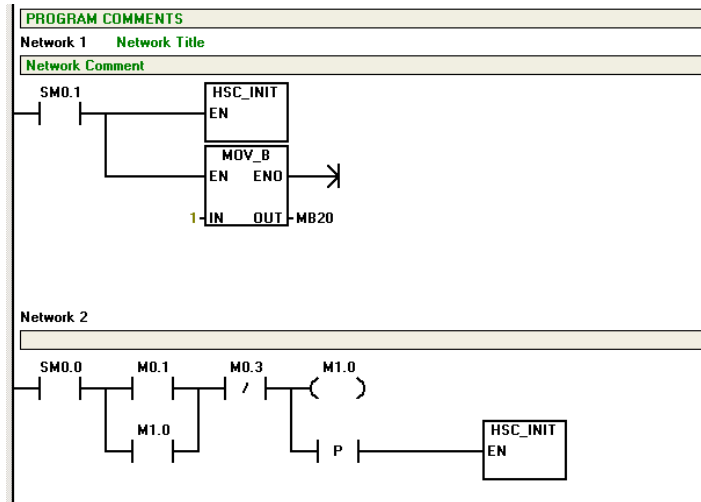 PROGRAM COMMENTS
Network 1 Network Title
Network Comment
SM0.1 HSC_INIT
EN
MOV_B
EN ENO
1 IN OUT MB20
Network 2
SM0.0 M0.1 M0.3 M1.0
/
M1.0 HSC_INIT
P EN